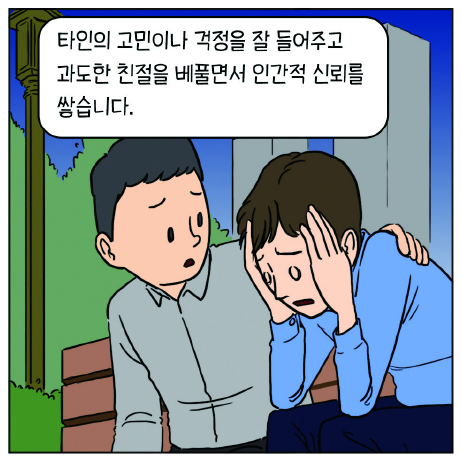 타인의 고민이나 걱정을 잘 들어주고
과도한 친절을 베풀면서 인간적 신뢰를
쌓습니다.